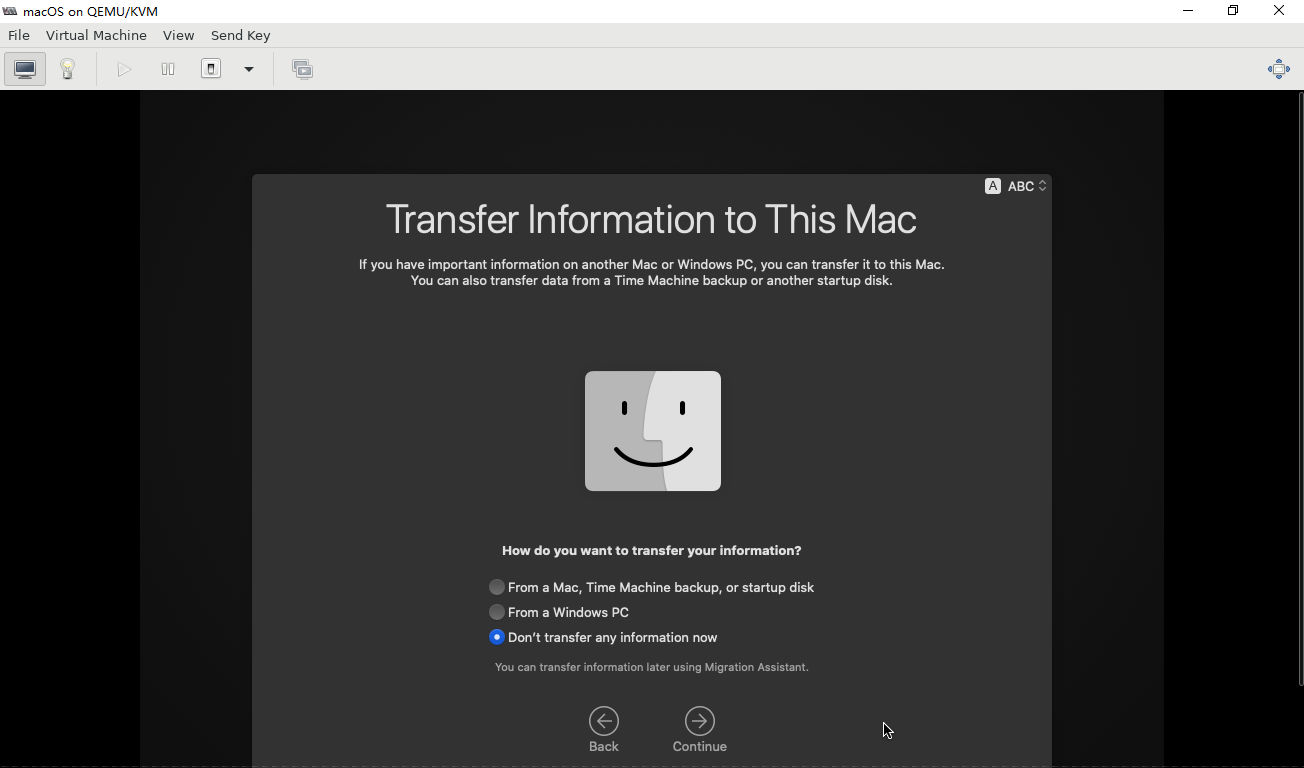 macOS on QEMU/KVM
File Virtual Machine View Send Key
A ABC
Transfer Information to This Mac
If you have important information on another Mac or Windows PC, you can transfer it to this Mac.
You can also transfer data from a Time Machine backup or another startup disk.
How do you want to transfer your information?
From a Mac, Time Machine backup, or startup disk
From a Windows PC
Don't transfer any information now
You can transfer information later using Migration Assistant.
Back Continue